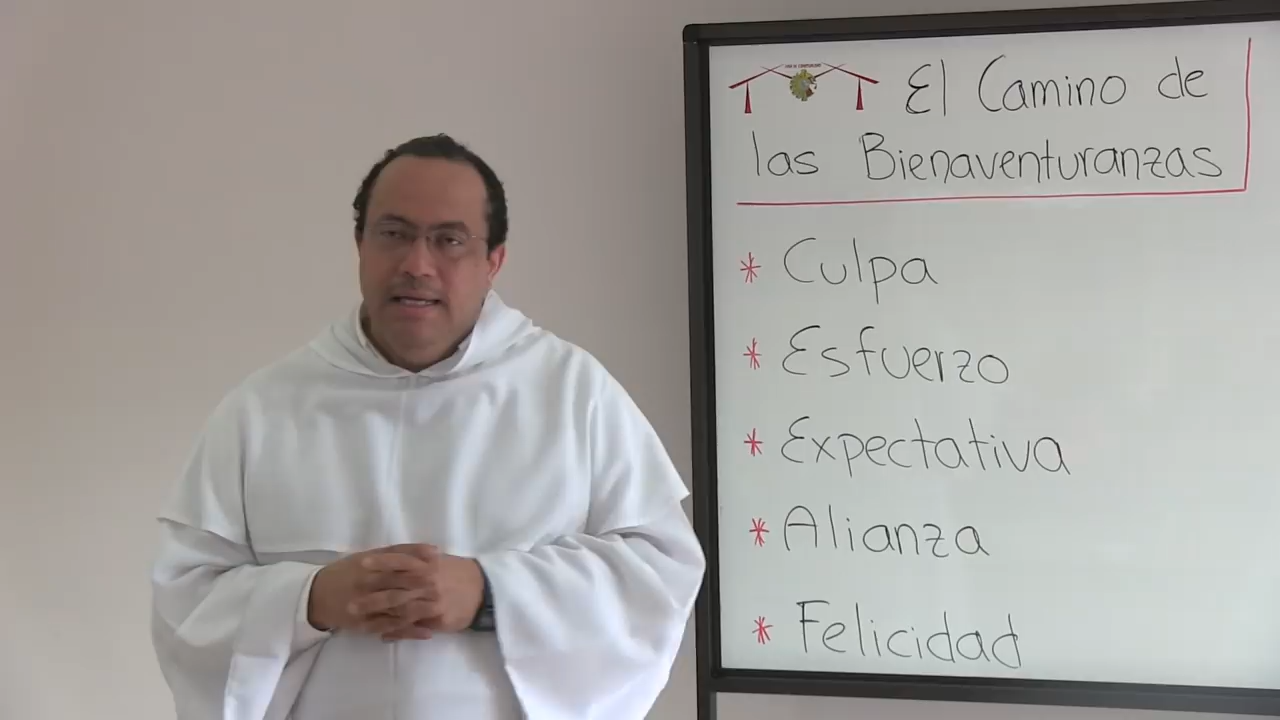 El Camino de
las Bienaventuranzas
* Culpa
* Esfuerzo
* Expectativa
* Alianza
* Felicidad